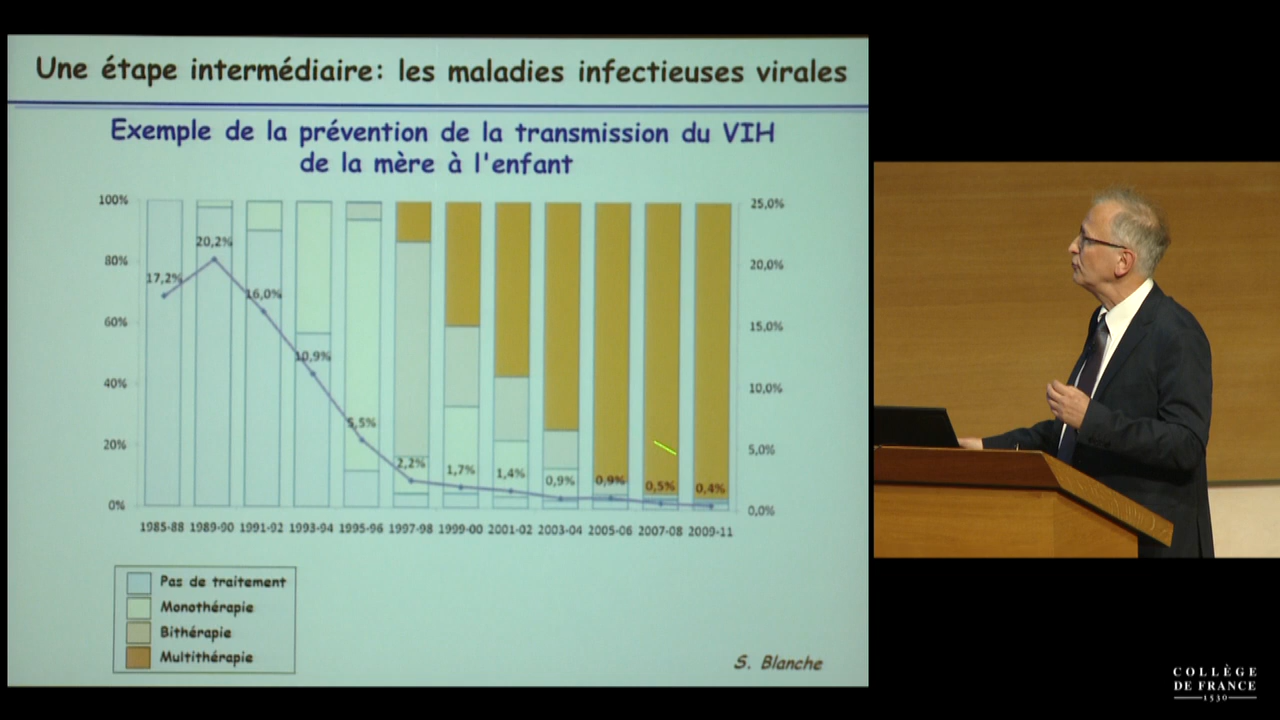 Une étape intermédiaire: les maladies infectieuses virales
Exemple de la prévention de la transmission du VIH
de la mère à l'enfant
100%
80%
60%
40%
20%
0%
25,0%
20,0%
15,0%
10,0%
5,0%
0,0%
17,2%
20,2%
16,0%
10,9%
5,5%
2,2%
1,7%
1,4%
0,9%
0,9%
0,5%
0,4%
1985-88 1989-90 1991-92 1993-94 1995-96 1997-98 1999-00 2001-02 2003-04 2005-06 2007-08 2009-11
Pas de traitement
Monothérapie
Bithérapie
Multithérapie
S. Blanche
COLLÈGE
DE FRANCE
1530